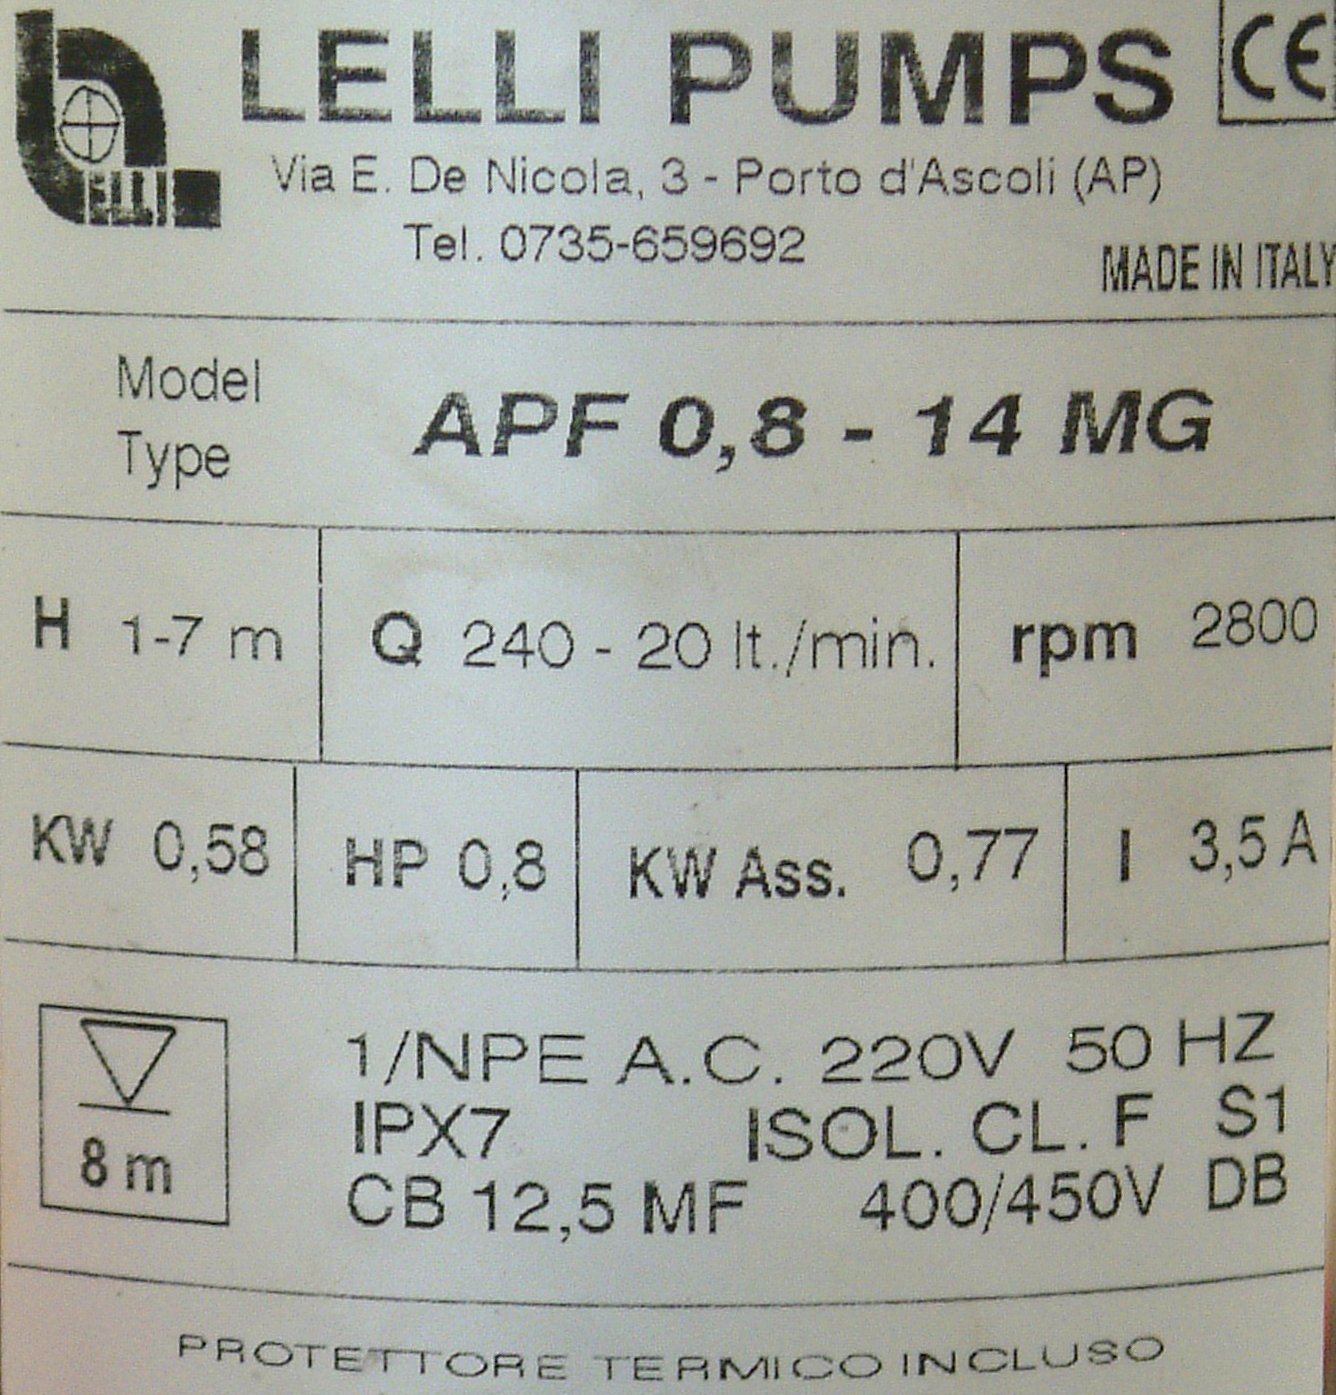 LELLI PUMPS CE
LELLI
Via E. De Nicola, 3 - Porto d'Ascoli (AP)
Tel. 0735-659692
MADE IN ITALY
Model
Type
APF 0,8 - 14 MG
H 1-7 m Q 240 - 20 lt./min. rpm 2800
KW 0,58 HP 0,8 KW Ass. 0,77 I 3,5 A
8 m
1/NPE A.C. 220V 50 HZ
IPX7 ISOL. CL. F S1
CB 12,5 MF 400/450V DB
PROTETTORE TERMICO INCLUSO